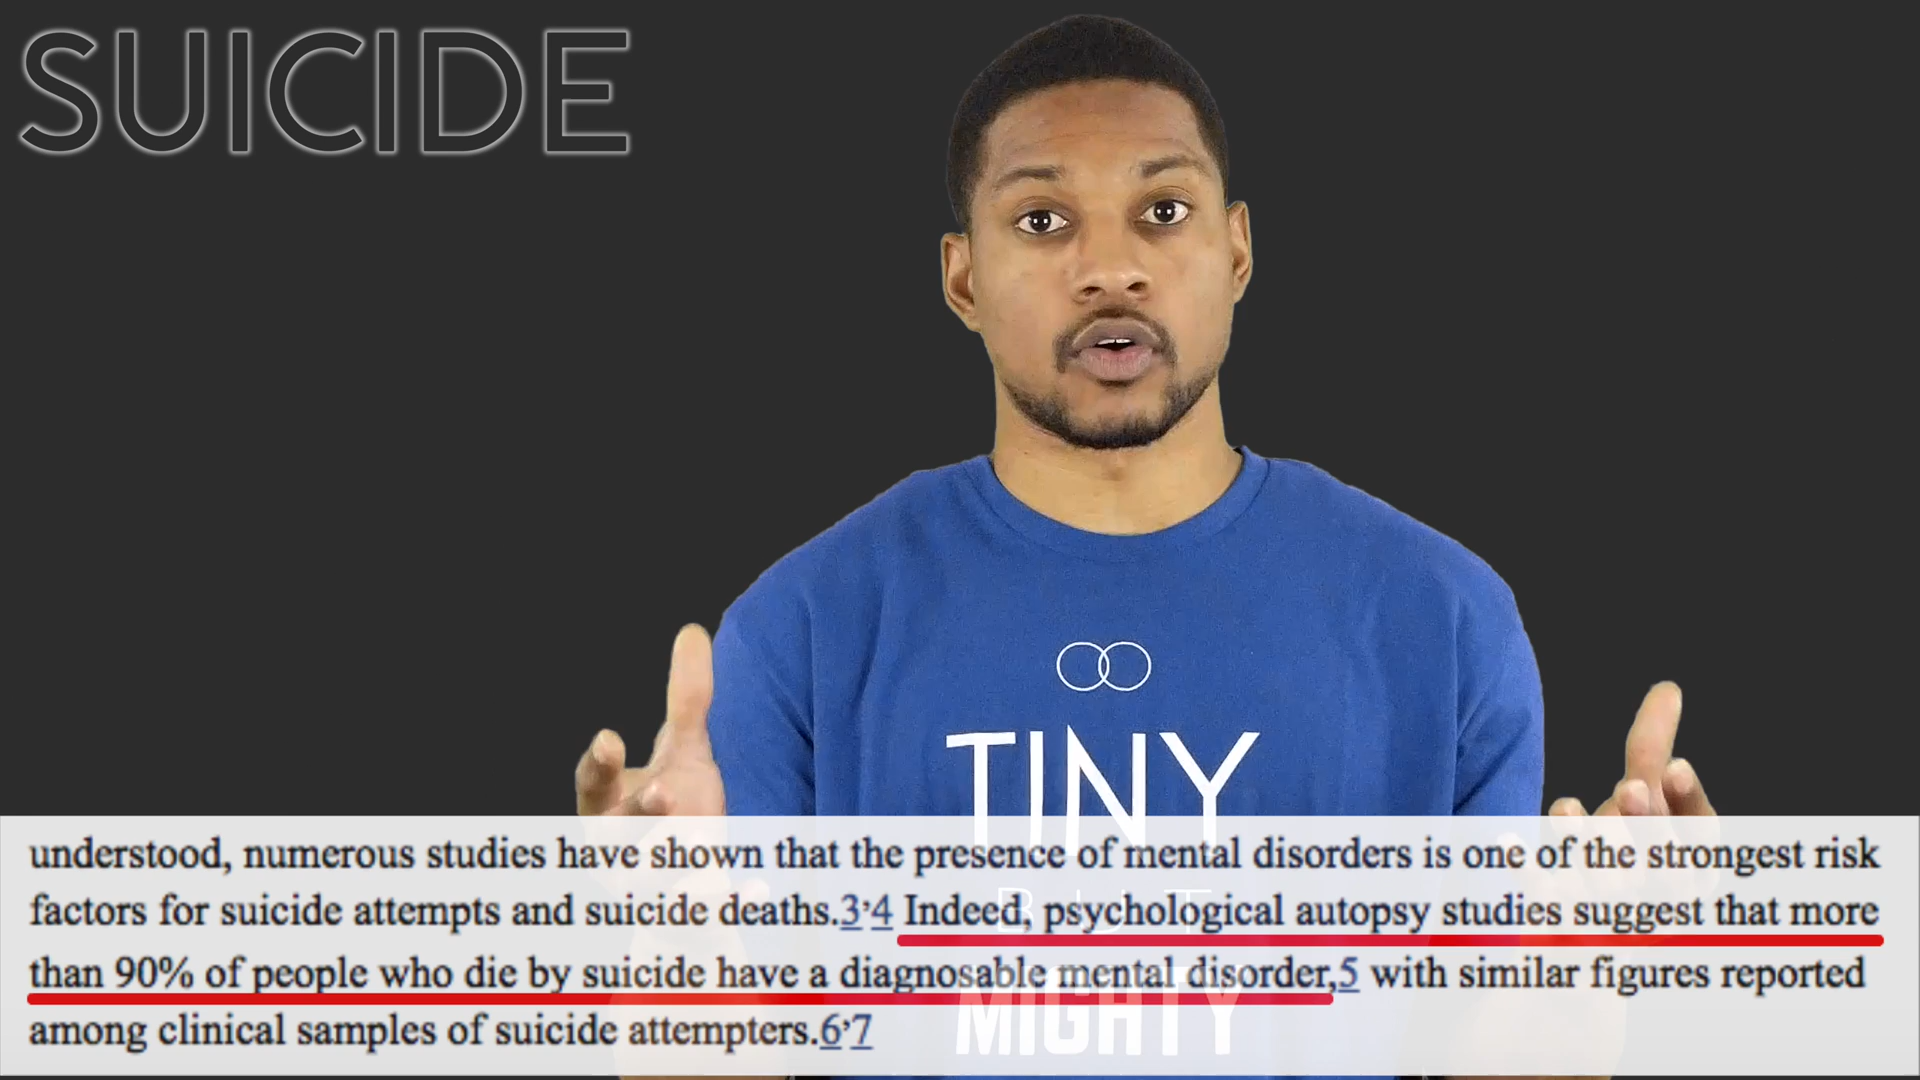 SUICIDE
TINY
BUT
MIGHTY
understood, numerous studies have shown that the presence of mental disorders is one of the strongest risk
factors for suicide attempts and suicide deaths.3,4 Indeed, psychological autopsy studies suggest that more
than 90% of people who die by suicide have a diagnosable mental disorder,5 with similar figures reported
among clinical samples of suicide attempters.6,7